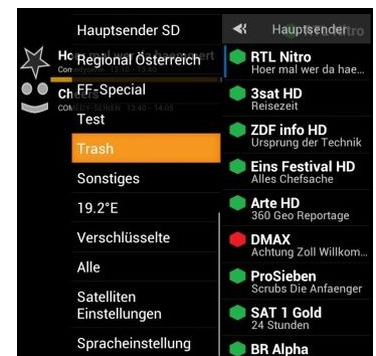 Hauptsender SD
Regional Österreich
FF-Special
Test
Trash
Sonstiges
19.2°E
Verschlüsselte
Alle
Satelliten
Einstellungen
Spracheinstellung
Hauptsender
RTL Nitro
Hoer mal wer da hae...
3sat HD
Reisezeit
ZDF info HD
Ursprung der Technik
Eins Festival HD
Alles Chefsache
Arte HD
360 Geo Reportage
DMAX
Achtung Zoll Willkom...
ProSieben
Scrubs Die Anfaenger
SAT 1 Gold
24 Stunden
BR Alpha